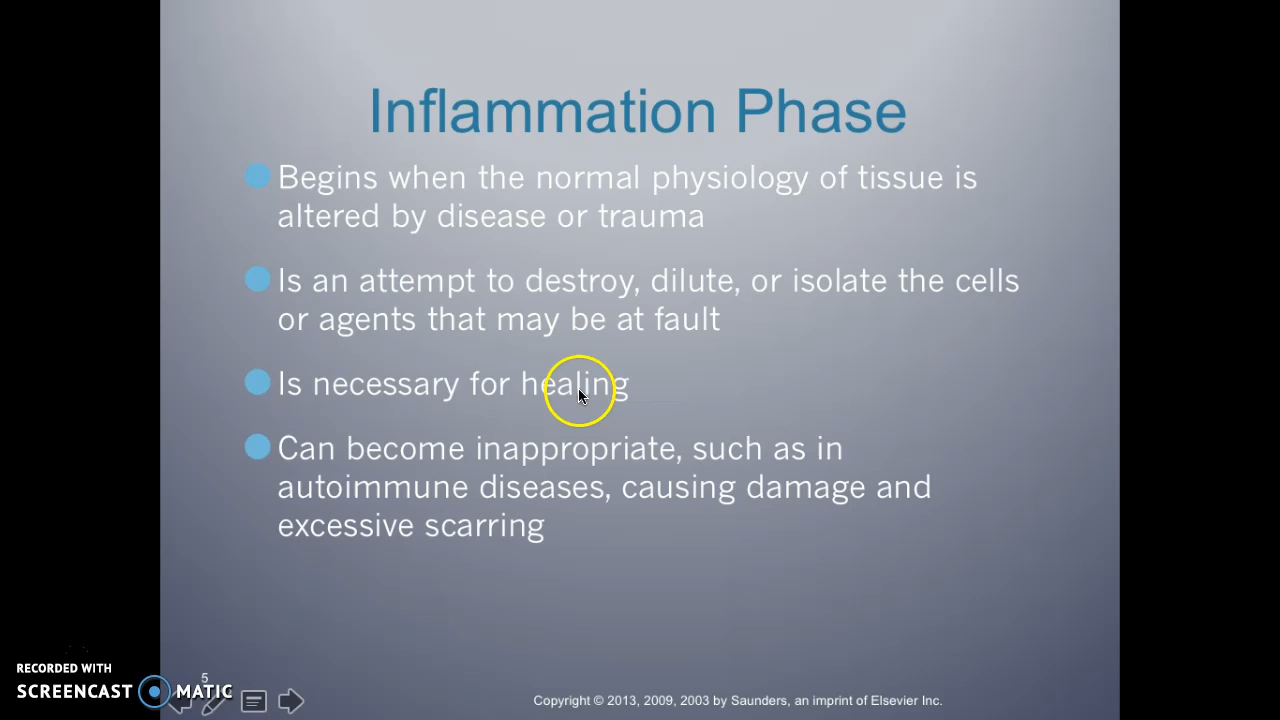 Inflammation Phase
Begins when the normal physiology of tissue is
altered by disease or trauma
Is an attempt to destroy, dilute, or isolate the cells
or agents that may be at fault
Is necessary for healing
Can become inappropriate, such as in
autoimmune diseases, causing damage and
excessive scarring
RECORDED WITH
SCREENCAST MATIC
5
Copyright © 2013, 2009, 2003 by Saunders, an imprint of Elsevier Inc.